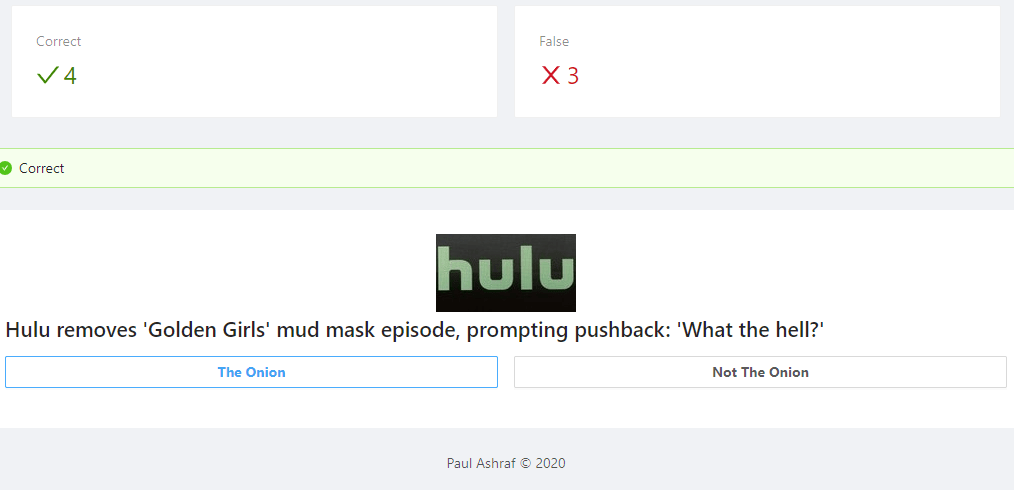 Correct
4
False
3
Correct
hulu
Hulu removes 'Golden Girls' mud mask episode, prompting pushback: 'What the hell?'
The Onion
Not The Onion
Paul Ashraf © 2020